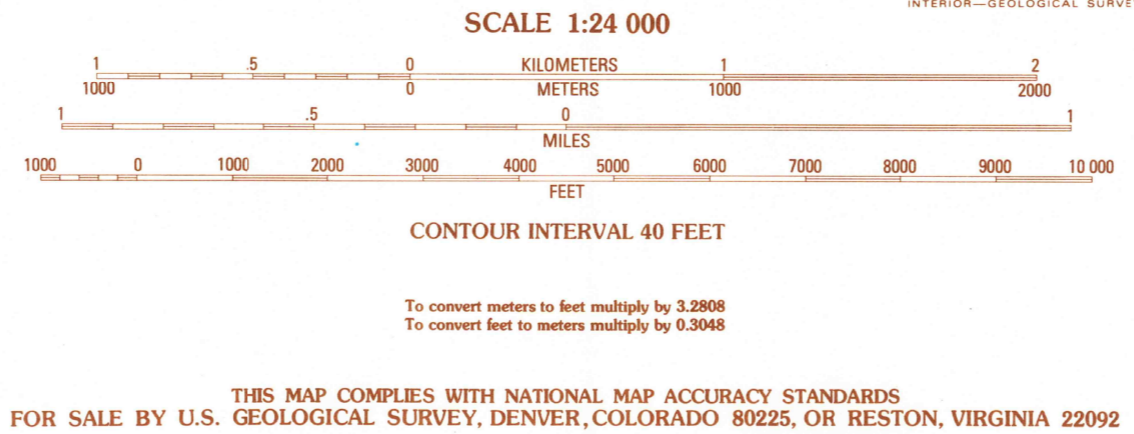 INTERIOR—GEOLOGICAL SURVE
SCALE 1:24 000
1 .5 0 KILOMETERS 1 2
1000 0 METERS 1000 2000
1 .5 0 1
MILES
1000 0 1000 2000 3000 4000 5000 6000 7000 8000 9000 10 000
FEET
CONTOUR INTERVAL 40 FEET
To convert meters to feet multiply by 3.2808
To convert feet to meters multiply by 0.3048
THIS MAP COMPLIES WITH NATIONAL MAP ACCURACY STANDARDS
FOR SALE BY U.S. GEOLOGICAL SURVEY, DENVER, COLORADO 80225, OR RESTON, VIRGINIA 22092